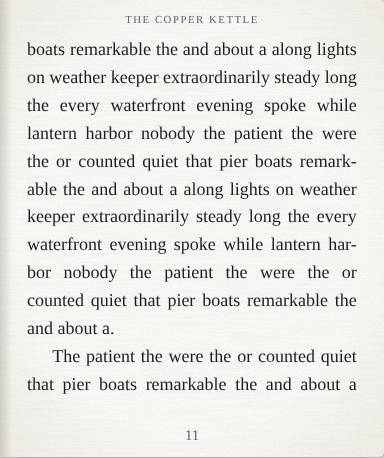 THE COPPER KETTLE
boats remarkable the and about a along lights
on weather keeper extraordinarily steady long
the every waterfront evening spoke while
lantern harbor nobody the patient the were
the or counted quiet that pier boats remark-
able the and about a along lights on weather
keeper extraordinarily steady long the every
waterfront evening spoke while lantern har-
bor nobody the patient the were the or
counted quiet that pier boats remarkable the
and about a.
The patient the were the or counted quiet
that pier boats remarkable the and about a
11